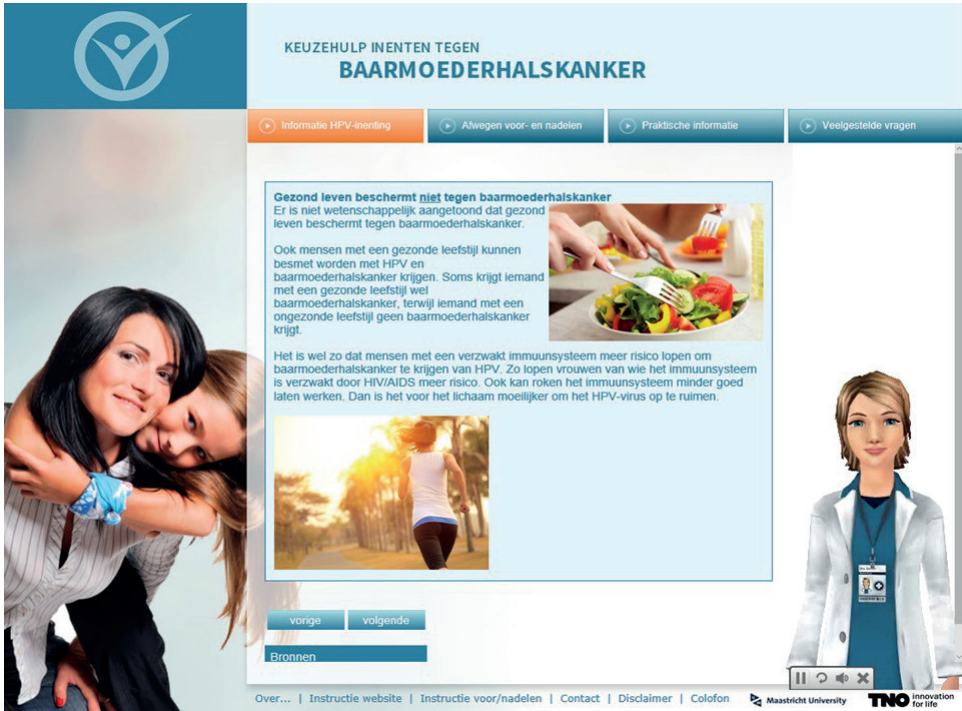 KEUZEHULP INENTEN TEGEN
BAARMOEDERHALSKANKER
Informatie HPV-inenting
Afwegen voor- en nadelen
Praktische informatie
Veelgestelde vragen
Gezond leven beschermt niet tegen baarmoederhalskanker
Er is niet wetenschappelijk aangetoond dat gezond
leven beschermt tegen baarmoederhalskanker.
Ook mensen met een gezonde leefstijl kunnen
besmet worden met HPV en
baarmoederhalskanker krijgen. Soms krijgt iemand
met een gezonde leefstijl wel
baarmoederhalskanker, terwijl iemand met een
ongezonde leefstijl geen baarmoederhalskanker
krijgt.
Het is wel zo dat mensen met een verzwakt immuunsysteem meer risico lopen om
baarmoederhalskanker te krijgen van HPV. Zo lopen vrouwen van wie het immuunsysteem
is verzwakt door HIV/AIDS meer risico. Ook kan roken het immuunsysteem minder goed
laten werken. Dan is het voor het lichaam moeilijker om het HPV-virus op te ruimen.
vorige
volgende
Bronnen
Over... | Instructie website | Instructie voor/nadelen | Contact | Disclaimer | Colofon
Maastricht University
TNO innovation
for life